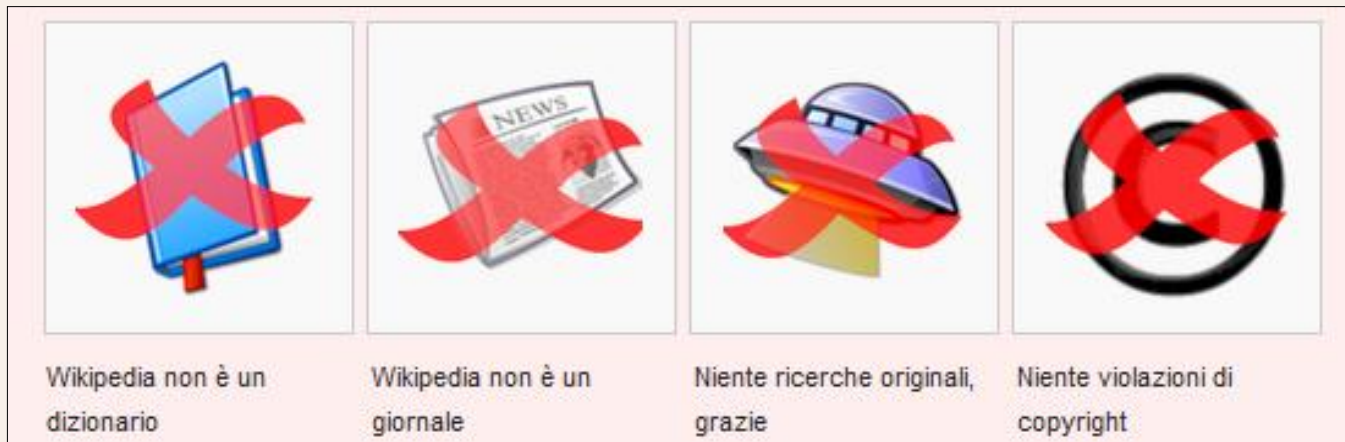 NEWS
Wikipedia non è un
dizionario
Wikipedia non è un
giornale
Niente ricerche originali,
grazie
Niente violazioni di
copyright